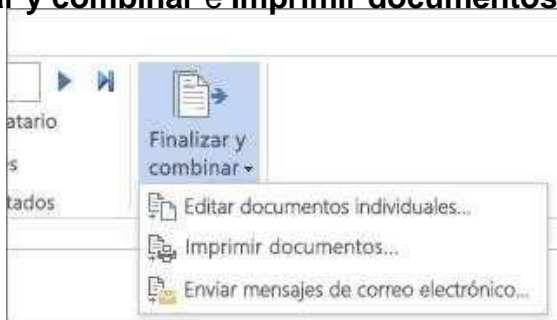 y combinar e imprimir documentos
atario
s
tados
Finalizar y
combinar
Editar documentos individuales...
Imprimir documentos...
Enviar mensajes de correo electrónico...